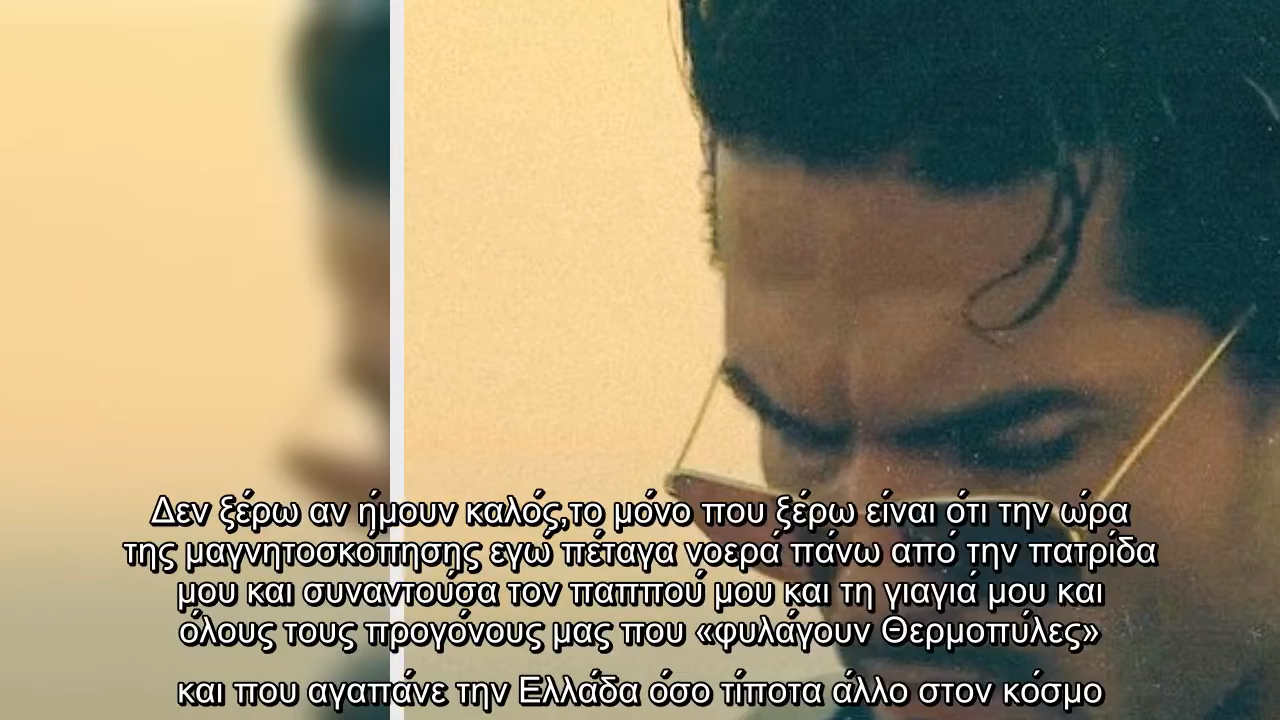 Δεν ξέρω αν ήμουν καλός,το μόνο που ξέρω είναι ότι την ώρα
της μαγνητοσκόπησης εγώ πέταγα νοερά πάνω από την πατρίδα
μου και συναντούσα τον παππού μου και τη γιαγιά μου και
όλους τους προγόνους μας που «φυλάγουν Θερμοπύλες»
και που αγαπάνε την Ελλάδα όσο τίποτα άλλο στον κόσμο